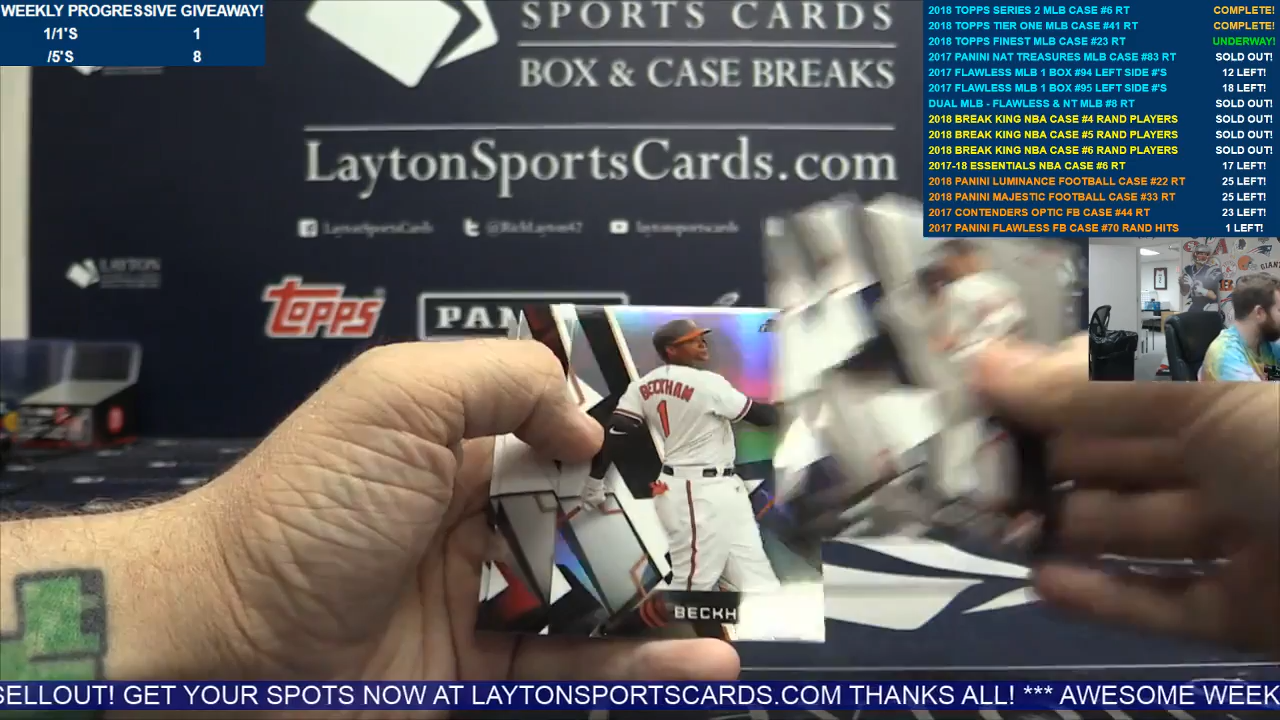 WEEKLY PROGRESSIVE GIVEAWAY!
1/1'S 1
/5'S 8
SPORTS CARDS
BOX & CASE BREAKS
LaytonSportsCards.com
LaytonSportsCards @RichLayton47 laytonsportscards
LAYTON
TOPPS
PAN
BECKHAM
1
BECKH
2018 TOPPS SERIES 2 MLB CASE #6 RT COMPLETE!
2018 TOPPS TIER ONE MLB CASE #41 RT COMPLETE!
2018 TOPPS FINEST MLB CASE #23 RT UNDERWAY!
2017 PANINI NAT TREASURES MLB CASE #83 RT SOLD OUT!
2017 FLAWLESS MLB 1 BOX #94 LEFT SIDE #'S 12 LEFT!
2017 FLAWLESS MLB 1 BOX #95 LEFT SIDE #'S 18 LEFT!
DUAL MLB - FLAWLESS & NT MLB #8 RT SOLD OUT!
2018 BREAK KING NBA CASE #4 RAND PLAYERS SOLD OUT!
2018 BREAK KING NBA CASE #5 RAND PLAYERS SOLD OUT!
2018 BREAK KING NBA CASE #6 RAND PLAYERS SOLD OUT!
2017-18 ESSENTIALS NBA CASE #6 RT 17 LEFT!
2018 PANINI LUMINANCE FOOTBALL CASE #22 RT 25 LEFT!
2018 PANINI MAJESTIC FOOTBALL CASE #33 RT 25 LEFT!
2017 CONTENDERS OPTIC FB CASE #44 RT 23 LEFT!
2017 PANINI FLAWLESS FB CASE #70 RAND HITS 1 LEFT!
SELLOUT! GET YOUR SPOTS NOW AT LAYTONSPORTSCARDS.COM THANKS ALL! *** AWESOME WEEK